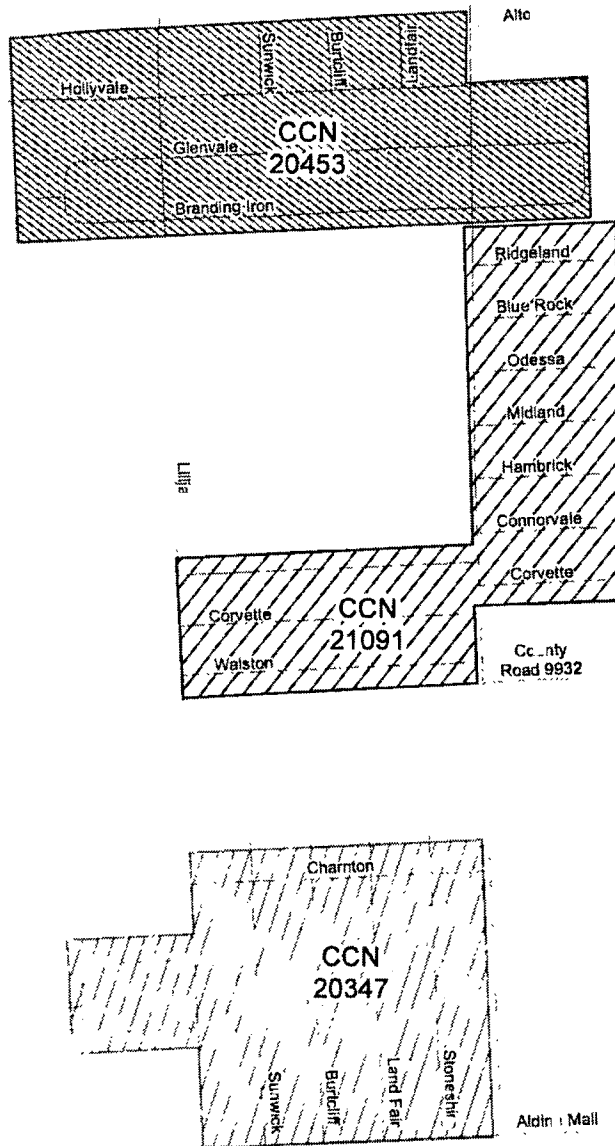 Alto
Sunwick
Burtcliff
Landfair
Hollyvale
CCN
20453
Glenvale
Branding Iron
Ridgeland
Blue Rock
Odessa
Midland
Hambrick
Connorvale
Corvette
Lillja
Corvette
CCN
21091
Walston
Road 9932
Charnton
CCN
20347
Sunwick
Burtcliff
Land Fair
Mall